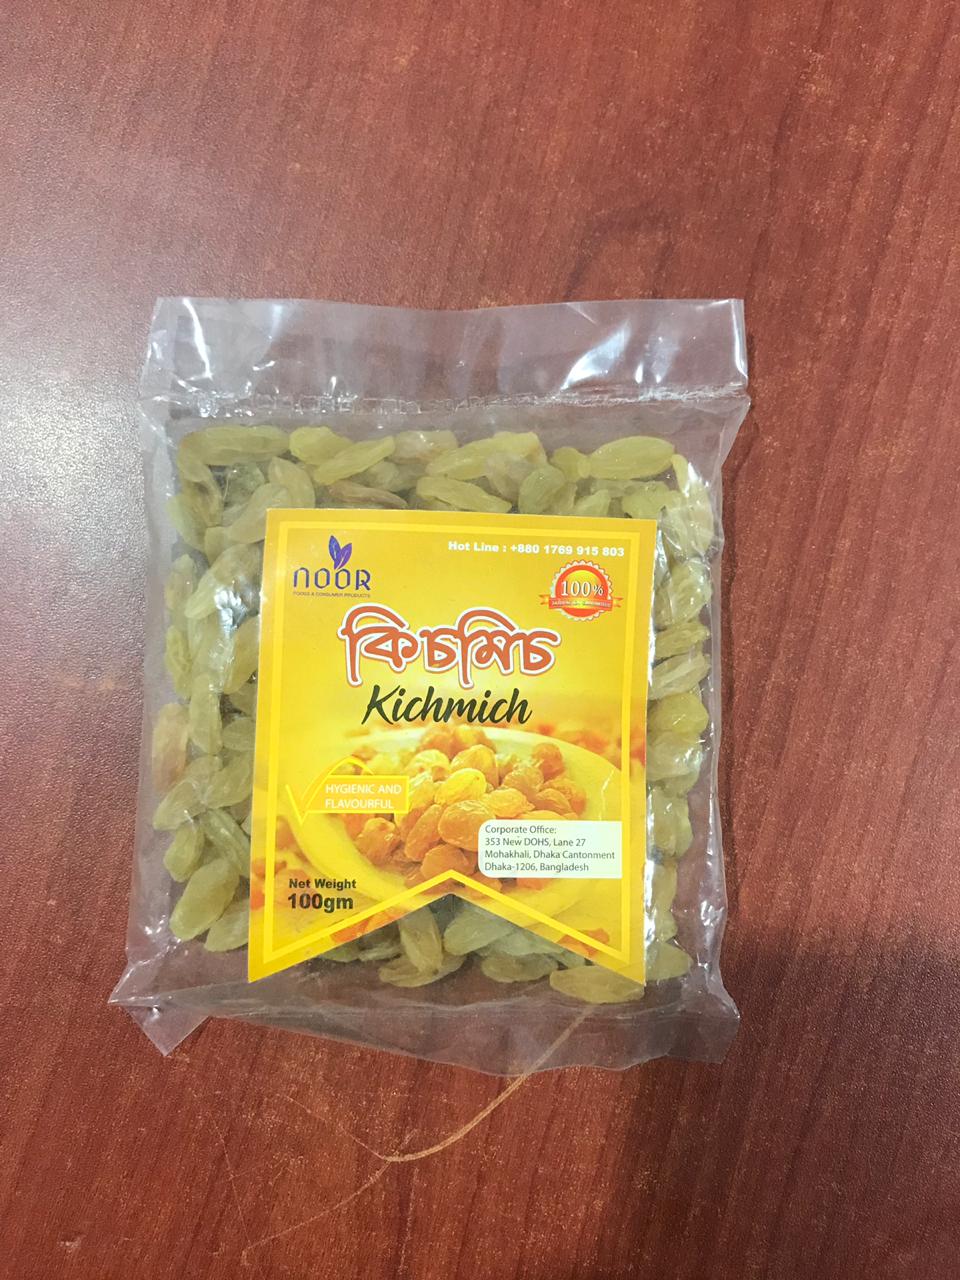 Hot Line : +880 1769 915 803
NOOR
FOODS & CONSUMER PRODUCTS
100%
কিচমিচ
Kichmich
HYGIENIC AND
FLAVOURFUL
Corporate Office:
353 New DOHS, Lane 27
Mohakhali, Dhaka Cantonment
Dhaka-1206, Bangladesh
Net Weight
100gm